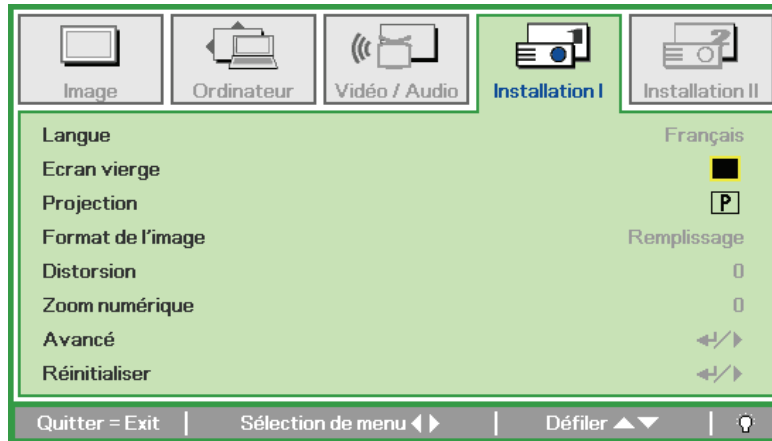 Image Ordinateur Vidéo / Audio Installation I Installation II
Langue Français
Ecran vierge
Projection P
Format de l'image Remplissage
Distorsion 0
Zoom numérique 0
Avancé
Réinitialiser
Quitter = Exit Sélection de menu Défiler